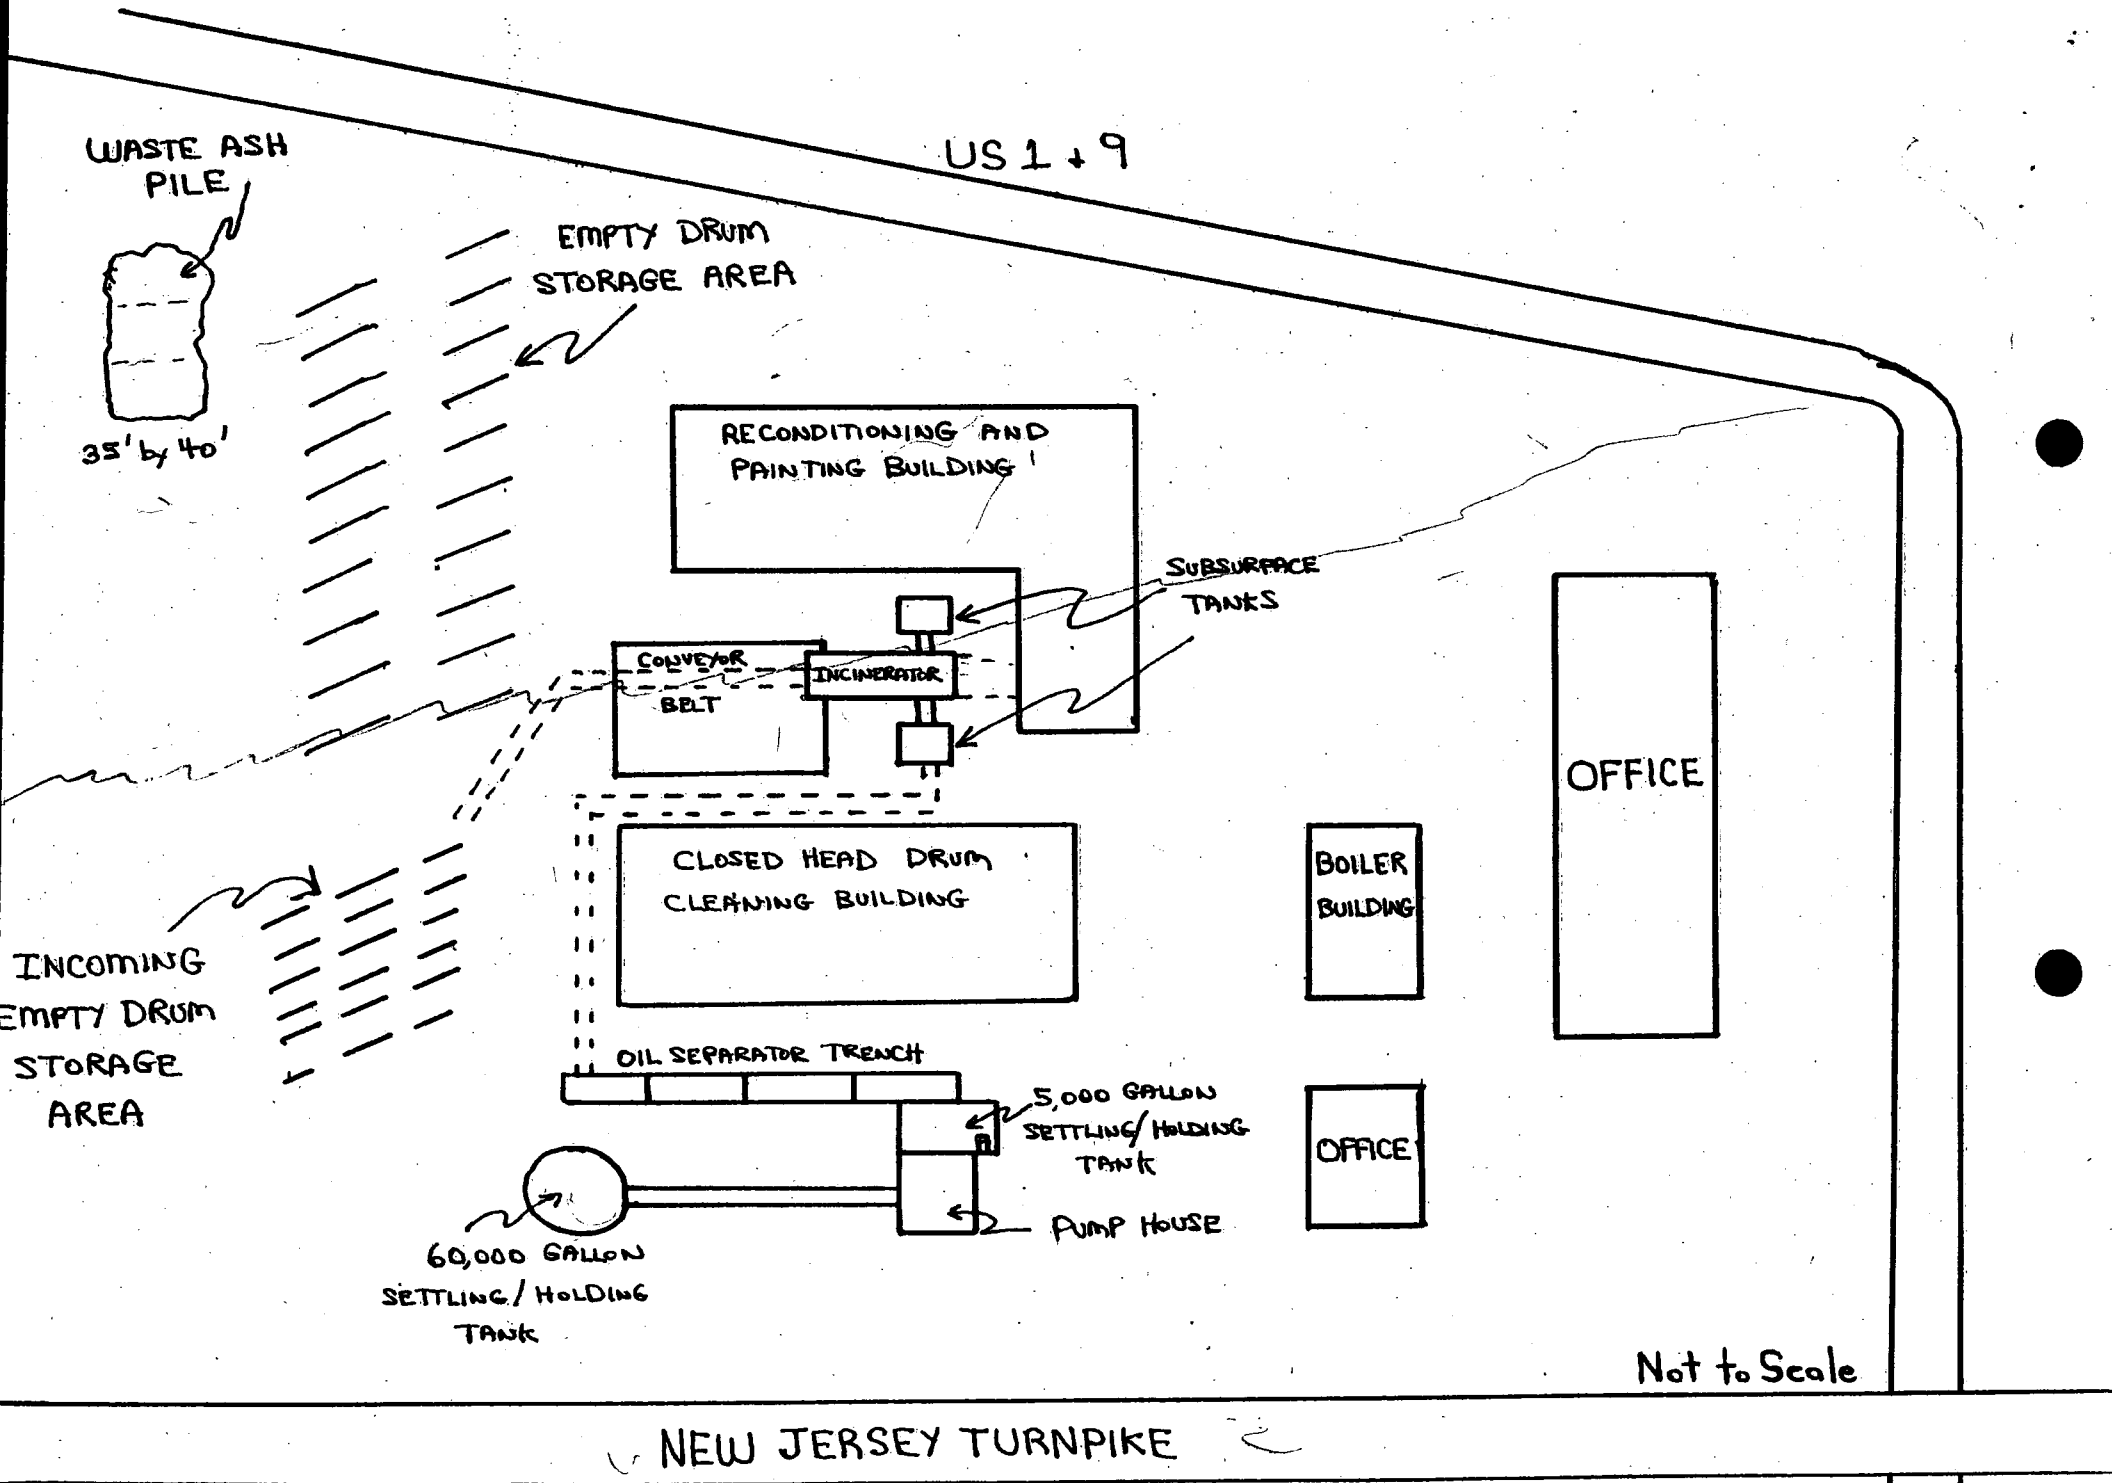 US 1 + 9
WASTE ASH
PILE
35' by 40'
EMPTY DRUM
STORAGE AREA
RECONDITIONING AND
PAINTING BUILDING
SUBSURFACE
TANKS
CONVEYOR
BELT
INCINERATOR
OFFICE
CLOSED HEAD DRUM
CLEANING BUILDING
BOILER
BUILDING
INCOMING
EMPTY DRUM
STORAGE
AREA
OIL SEPARATOR TRENCH
5,000 GALLON
SETTLING/HOLDING
TANK
OFFICE
PUMP HOUSE
60,000 GALLON
SETTLING/HOLDING
TANK
Not to Scale
NEW JERSEY TURNPIKE